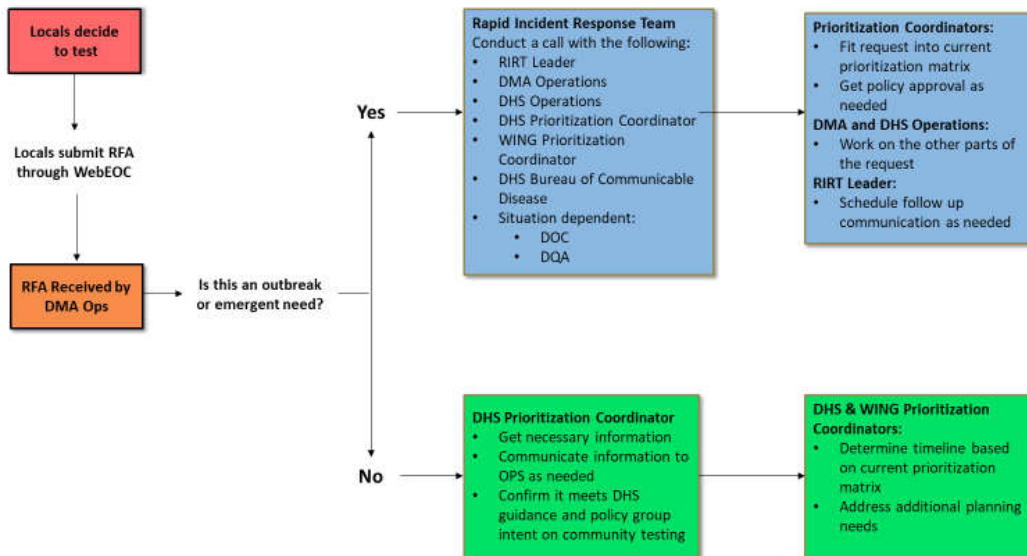 Locals decide
to test
Locals submit RFA
through WebEOC
RFA Received by
DMA Ops
Is this an outbreak
or emergent need?
Yes
Rapid Incident Response Team
Conduct a call with the following:
• RIRT Leader
• DMA Operations
• DHS Operations
• DHS Prioritization Coordinator
• WING Prioritization
Coordinator
• DHS Bureau of Communicable
Disease
• Situation dependent:
• DOC
• DQA
Prioritization Coordinators:
• Fit request into current
prioritization matrix
• Get policy approval as
needed
DMA and DHS Operations:
• Work on the other parts of
the request
RIRT Leader:
• Schedule follow up
communication as needed
No
DHS Prioritization Coordinator
• Get necessary information
• Communicate information to
OPS as needed
• Confirm it meets DHS
guidance and policy group
intent on community testing
DHS & WING Prioritization
Coordinators:
• Determine timeline based
on current prioritization
matrix
• Address additional planning
needs